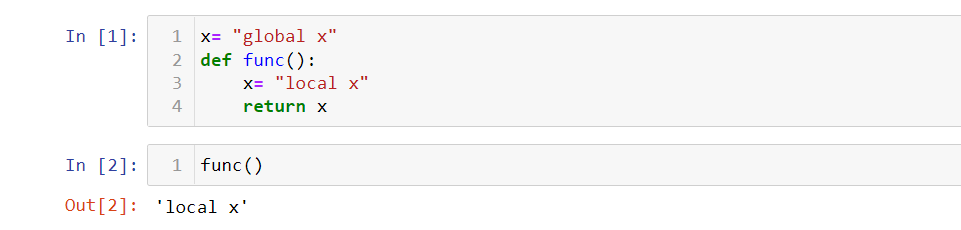 In [1]: 1 x= "global x"
2 def func():
3     x= "local x"
4     return x
In [2]: 1 func()
Out[2]: 'local x'